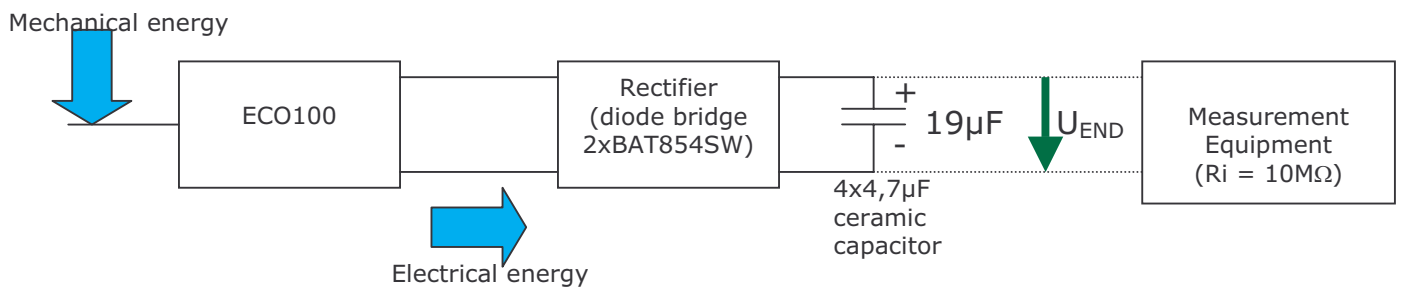 Mechanical energy
ECO100
Rectifier
(diode bridge
2xBAT854SW)
+
19µF
-
4x4,7µF
ceramic
capacitor
UEND
Measurement
Equipment
(Ri = 10MΩ)
Electrical energy